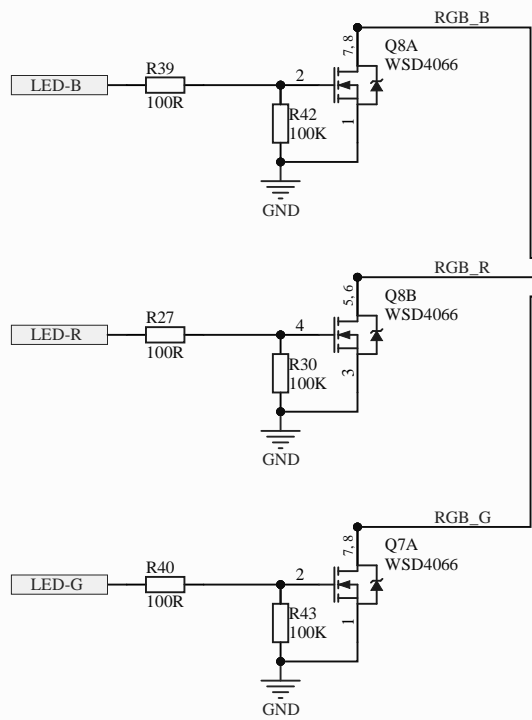 RGB_B
7, 8
Q8A
WSD4066
R39
LED-B
100R
2
R42
100K
1
GND
RGB_R
5, 6
Q8B
WSD4066
R27
LED-R
100R
4
R30
100K
3
GND
RGB_G
7, 8
Q7A
WSD4066
R40
LED-G
100R
2
R43
100K
1
GND